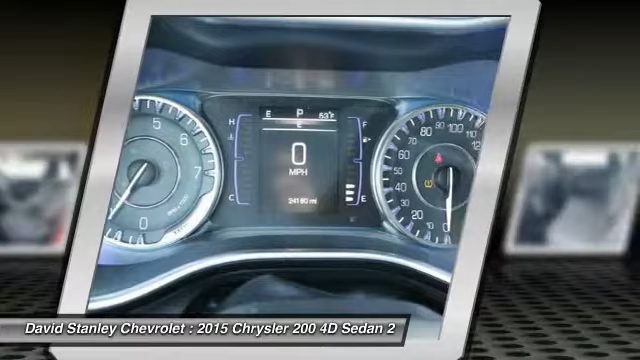 E P 63°F
E
H F
0
MPH
C E
24180 mi
5
6
7
0
0
10
20
30
40
50
60
70
80
90
100
David Stanley Chevrolet : 2015 Chrysler 200 4D Sedan 2